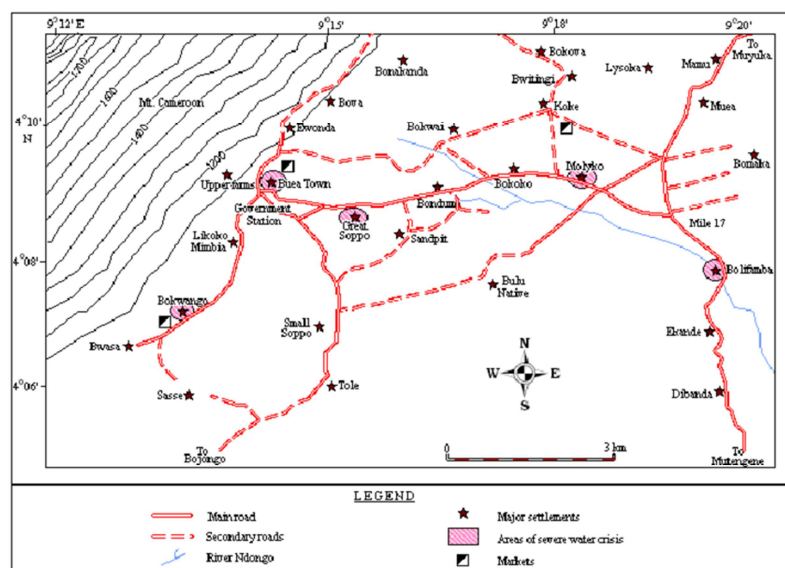 9° 12' E
9° 15'
9° 18'
9° 20'
To
Muyuka
Bokova
Bonakanda
Lysoka
Mamu
Bwitingi
1700
1600
Mt. Cameroon
Bova
Koke
Muea
4° 10'
N
1400
Ewonda
Bokwai
1200
Upper farms
Buea Town
Molyko
Bomaka
Bokoko
Bonduma
Government
Station
Great
Soppo
Mile 17
Likoko
Mimbia
Sandpit
4° 08'
Bulu
Native
Bolifamba
Bokwango
Small
Soppo
Ekande
Bwasa
N
W
E
S
4° 06'
Sasse
Tole
Dibanda
To
Bojongo
0
3 km
To
Mutengene
LEGEND
Main road
Major settlements
Secondary roads
Areas of severe water crisis
River Ndongo
Markets